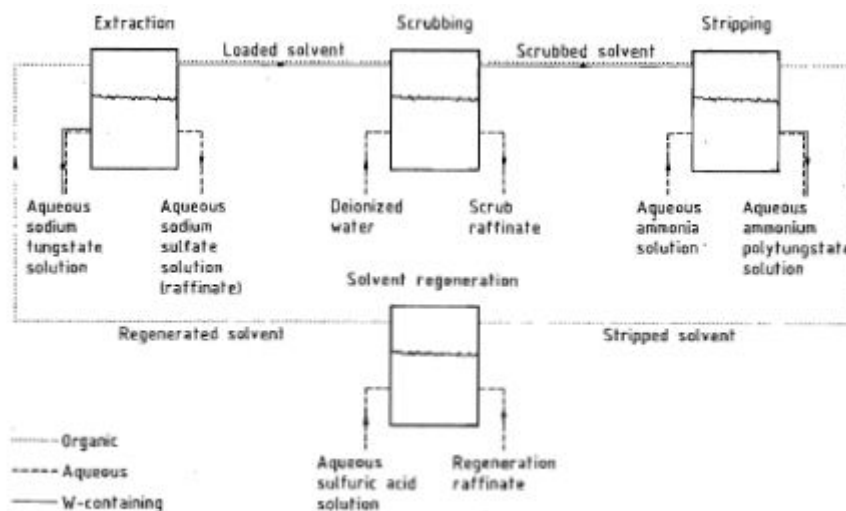 Extraction
Scrubbing
Stripping
Loaded solvent
Scrubbed solvent
Aqueous
sodium
tungstate
solution
Aqueous
sodium
sulfate
solution
(raffinate)
Deionized
water
Scrub
raffinate
Aqueous
ammonia
solution
Aqueous
ammonium
polytungstate
solution
Solvent regeneration
Regenerated solvent
Stripped solvent
Aqueous
sulfuric acid
solution
Regeneration
raffinate
Organic
Aqueous
W-containing